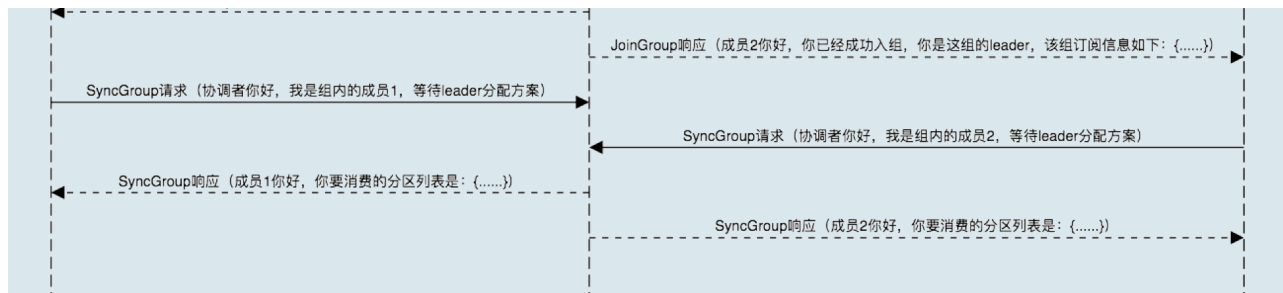 JoinGroup响应（成员2你好，你已经成功入组，你是这组的leader，该组订阅信息如下：{......}）
SyncGroup请求（协调者你好，我是组内的成员1，等待leader分配方案）
SyncGroup请求（协调者你好，我是组内的成员2，等待leader分配方案）
SyncGroup响应（成员1你好，你要消费的分区列表是：{......}）
SyncGroup响应（成员2你好，你要消费的分区列表是：{......}）